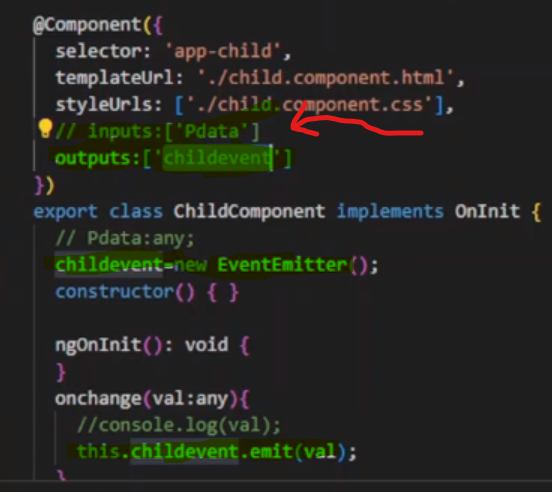 @Component({
selector: 'app-child',
templateUrl: './child.component.html',
styleUrls: ['./child.component.css'],
// inputs:['Pdata']
outputs:['childevent']
})
export class ChildComponent implements OnInit {
// Pdata:any;
childevent=new EventEmitter();
constructor() { }
ngOnInit(): void {
}
onchange(val:any){
//console.log(val);
this.childevent.emit(val);
}